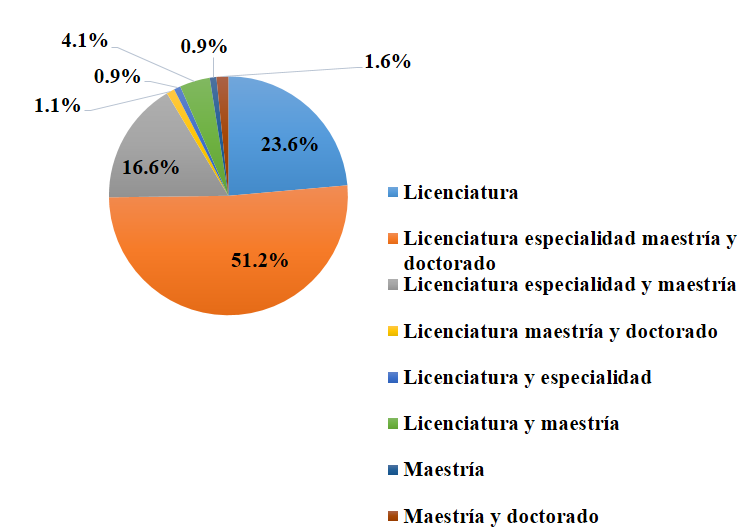 4.1%
0.9%
1.6%
0.9%
1.1%
23.6%
16.6%
51.2%
Licenciatura
Licenciatura especialidad maestría y
doctorado
Licenciatura especialidad y maestría
Licenciatura maestría y doctorado
Licenciatura y especialidad
Licenciatura y maestría
Maestría
Maestría y doctorado